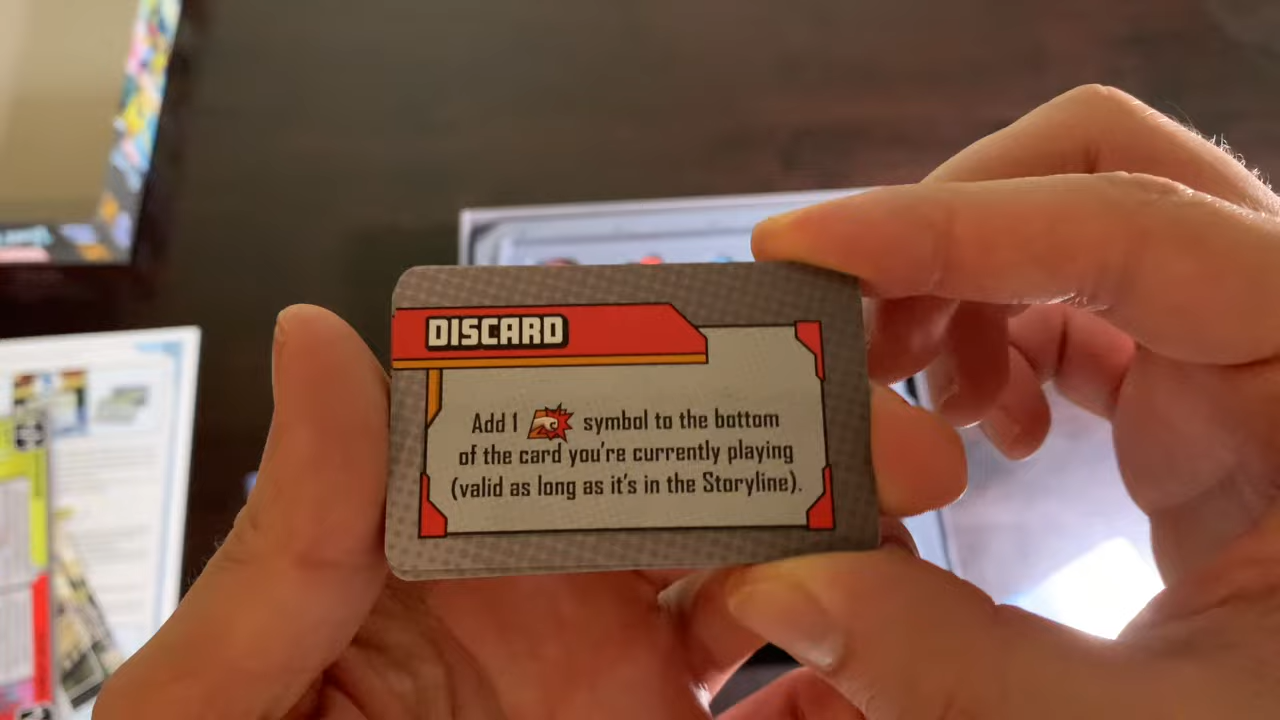 DISCARD
Add 1 symbol to the bottom
of the card you're currently playing
(valid as long as it's in the Storyline).